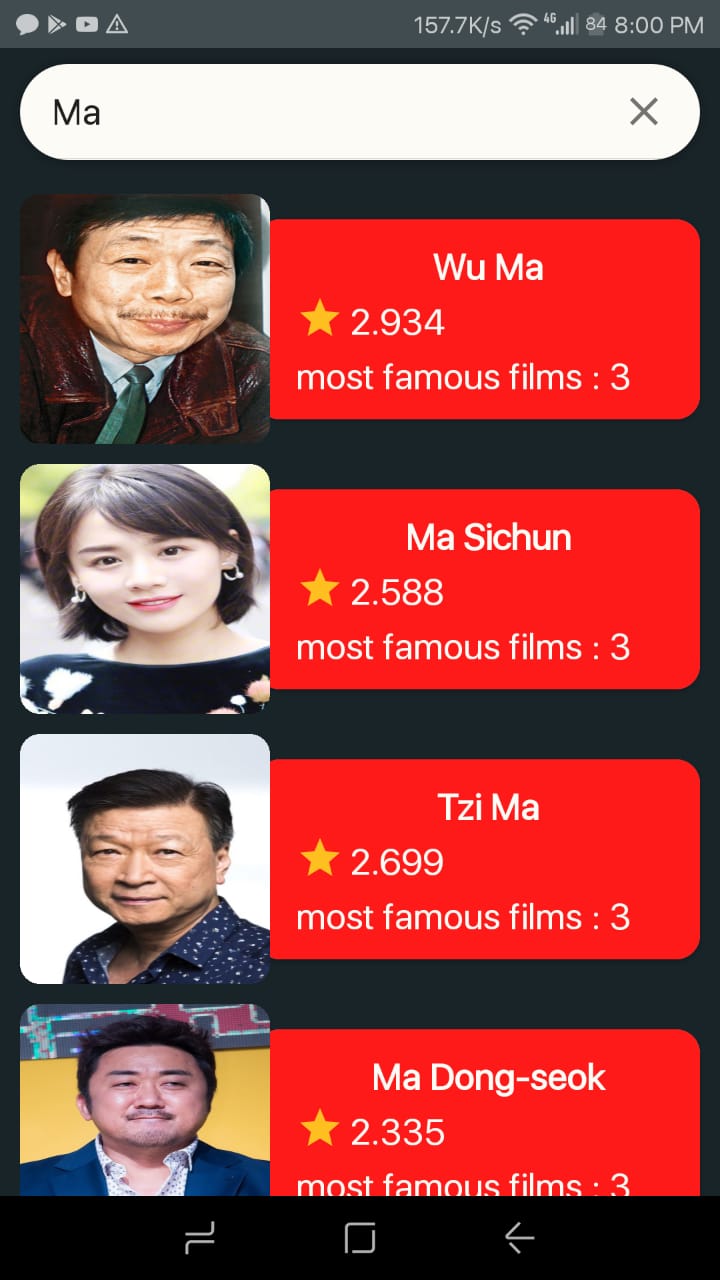 157.7K/s 4G 84 8:00 PM
Ma
Wu Ma
2.934
most famous films : 3
Ma Sichun
2.588
most famous films : 3
Tzi Ma
2.699
most famous films : 3
Ma Dong-seok
2.335
most famous films : 3